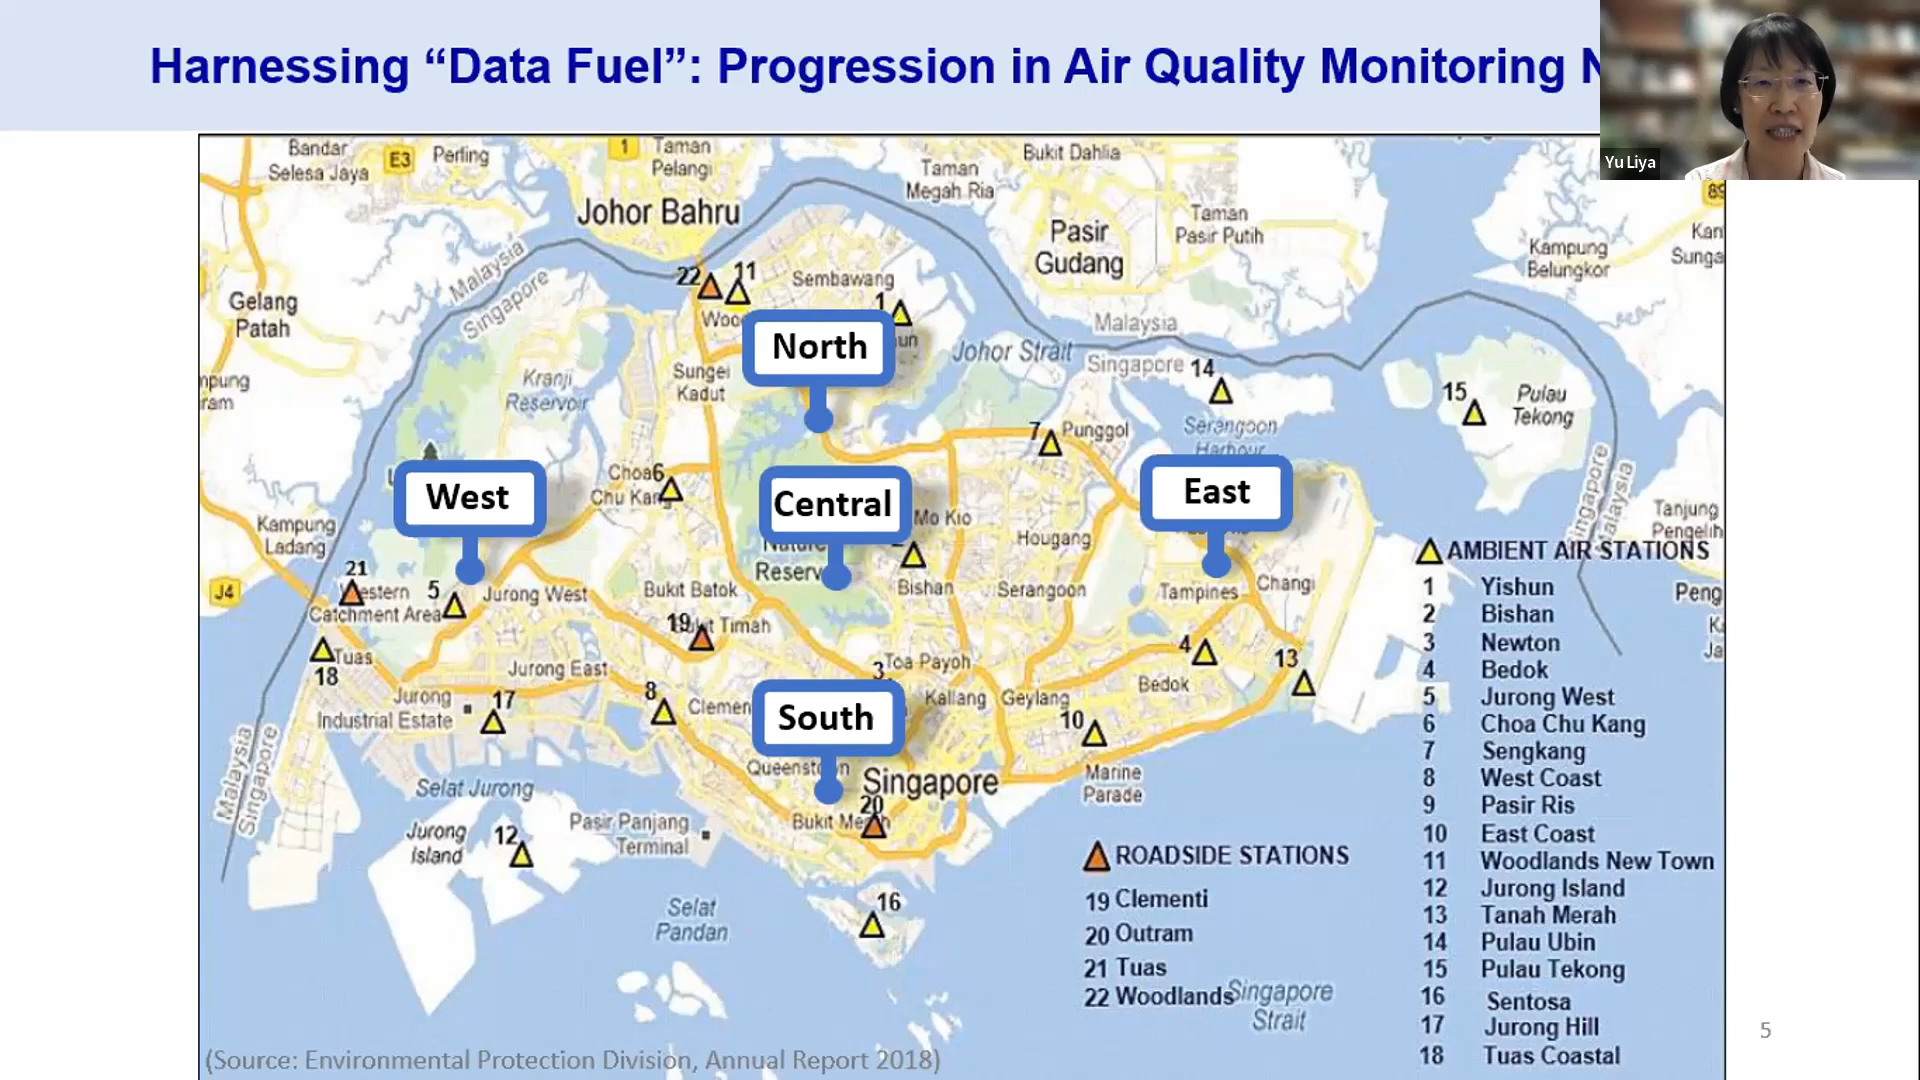 Harnessing “Data Fuel”: Progression in Air Quality Monitoring
Yu Liya
Bandar
Selesa Jaya
E3
Perling
1
Taman
Pelangi
Taman
Megah Ria
Bukit Dahlia
Johor Bahru
Taman
Pasir Putih
Pasir
Gudang
Kampung
Belungkor
Malaysia
Singapore
Gelang
Patah
22
11
Sembawang
1
North
Johor Strait
Malaysia
Singapore
14
15
Pulau
Tekong
Kranji
Reservoir
Sungei
Kadut
7
Punggol
Serangoon
Harbour
West
Choa
6
Chu Kang
Central
Mo Kio
East
Kampung
Ladang
Hougang
Singapore
Malaysia
Tanjung
J4
21
5
Catchment Area
Jurong West
Nature
Bukit Batok
Bishan
Serangoon
Tampines
Changi
19
Timah
Tuas
18
Jurong East
3
Toa Payoh
4
13
Jurong
Industrial Estate
17
8
South
Kallang
Geylang
Bedok
10
Queenstown
Singapore
Marine
Parade
Malaysia
Singapore
Selat Jurong
20
Bukit Merah
Jurong
Island
12
Pasir Panjang
Terminal
16
Selat
Pandan
Singapore
Strait
AMBIENT AIR STATIONS
1 Yishun
2 Bishan
3 Newton
4 Bedok
5 Jurong West
6 Choa Chu Kang
7 Sengkang
8 West Coast
9 Pasir Ris
10 East Coast
11 Woodlands New Town
12 Jurong Island
13 Tanah Merah
14 Pulau Ubin
15 Pulau Tekong
16 Sentosa
17 Jurong Hill
18 Tuas Coastal
ROADSIDE STATIONS
19 Clementi
20 Outram
21 Tuas
22 Woodlands
(Source: Environmental Protection Division, Annual Report 2018)
5